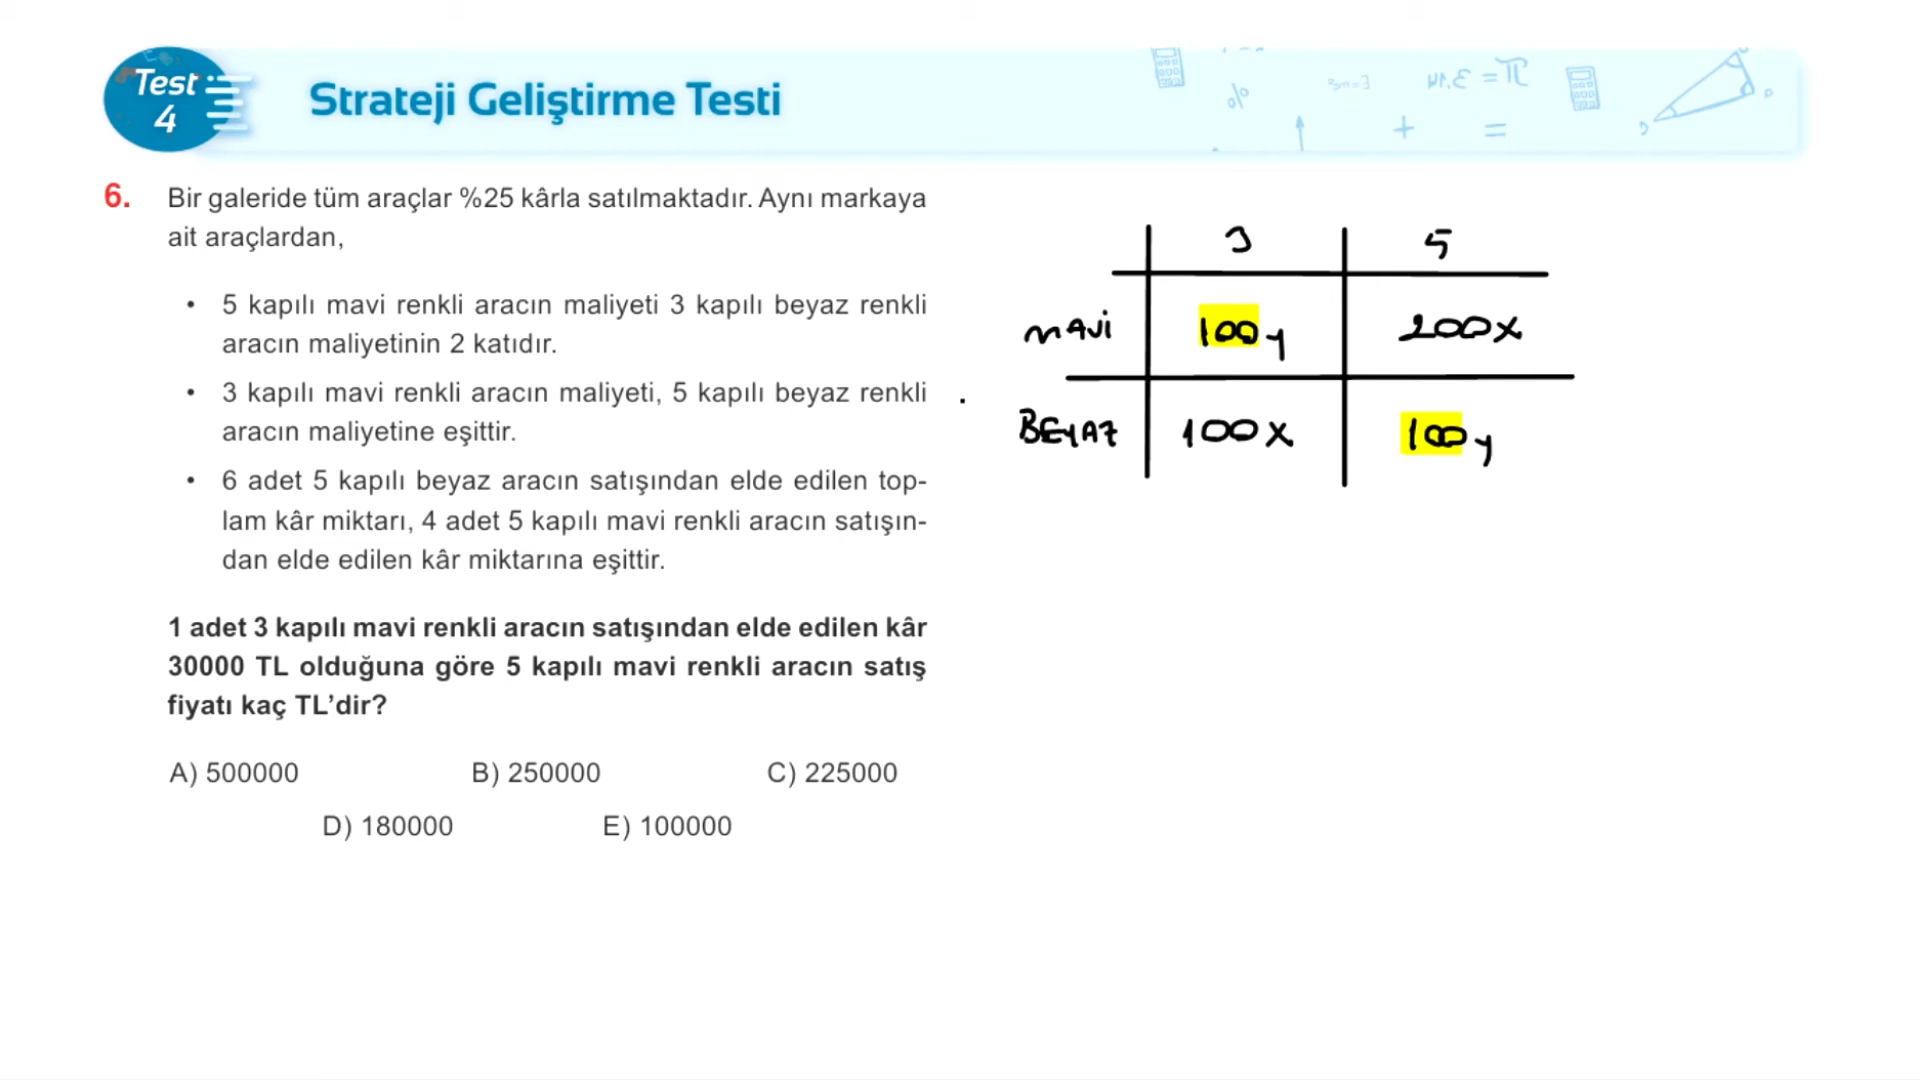 Test
4
Strateji Geliştirme Testi
6. Bir galeride tüm araçlar %25 kârla satılmaktadır. Aynı markaya
ait araçlardan,
• 5 kapılı mavi renkli aracın maliyeti 3 kapılı beyaz renkli
aracın maliyetinin 2 katıdır.
• 3 kapılı mavi renkli aracın maliyeti, 5 kapılı beyaz renkli
aracın maliyetine eşittir.
• 6 adet 5 kapılı beyaz aracın satışından elde edilen top-
lam kâr miktarı, 4 adet 5 kapılı mavi renkli aracın satışın-
dan elde edilen kâr miktarına eşittir.
1 adet 3 kapılı mavi renkli aracın satışından elde edilen kâr
30000 TL olduğuna göre 5 kapılı mavi renkli aracın satış
fiyatı kaç TL’dir?
A) 500000 B) 250000 C) 225000
D) 180000 E) 100000
3 5
MAVi 100y 200x
BEYAZ 100x 100y